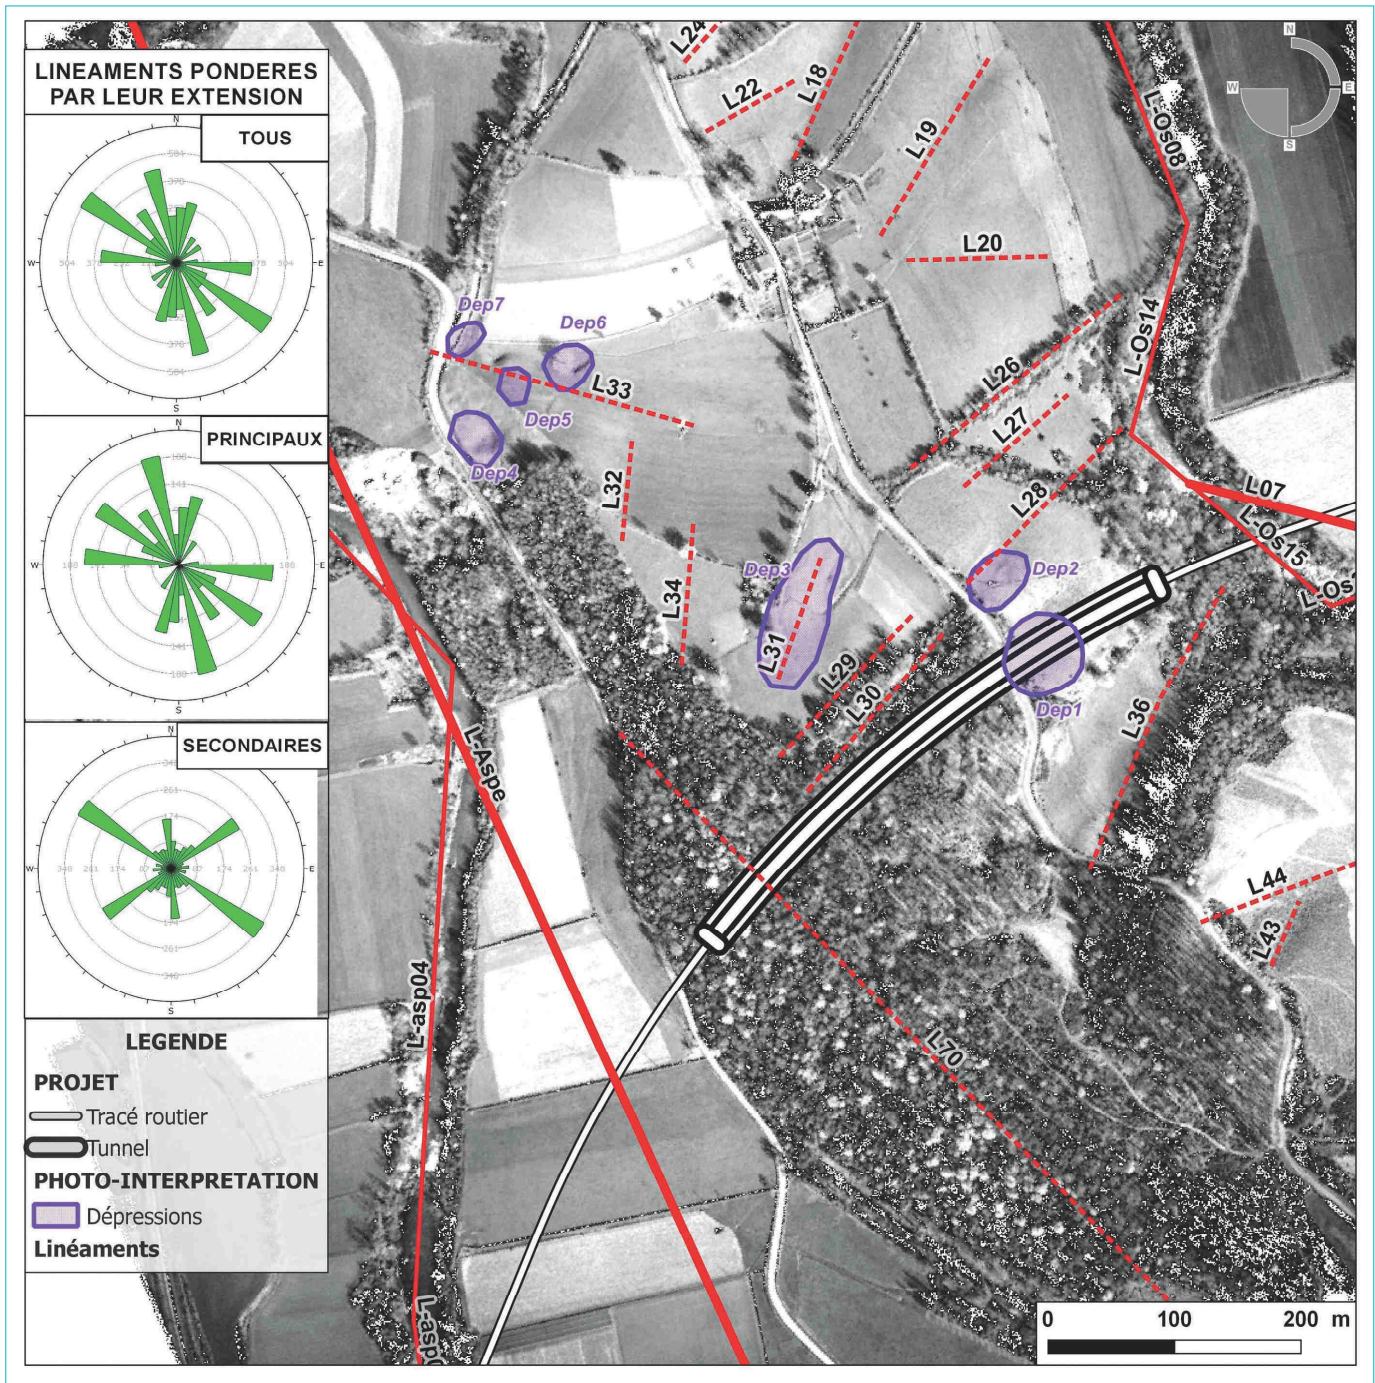 LINEAMENTS PONDERES
PAR LEUR EXTENSION
TOUS
N
W
E
S
PRINCIPAUX
N
W
E
S
SECONDAIRES
N
W
E
S
LEGENDE
PROJET
Tracé routier
Tunnel
PHOTO-INTERPRETATION
Dépressions
Linéaments
N
W
E
S
L24
L22
L18
L19
L-Os08
L20
L-Os14
Dep7
Dep6
L33
Dep5
Dep4
L26
L27
L28
L32
L07
L-Os15
Dep3
Dep2
L34
L31
L29
L30
Dep1
L36
L-Aspe
L44
L43
L-asp04
L70
0 100 200 m